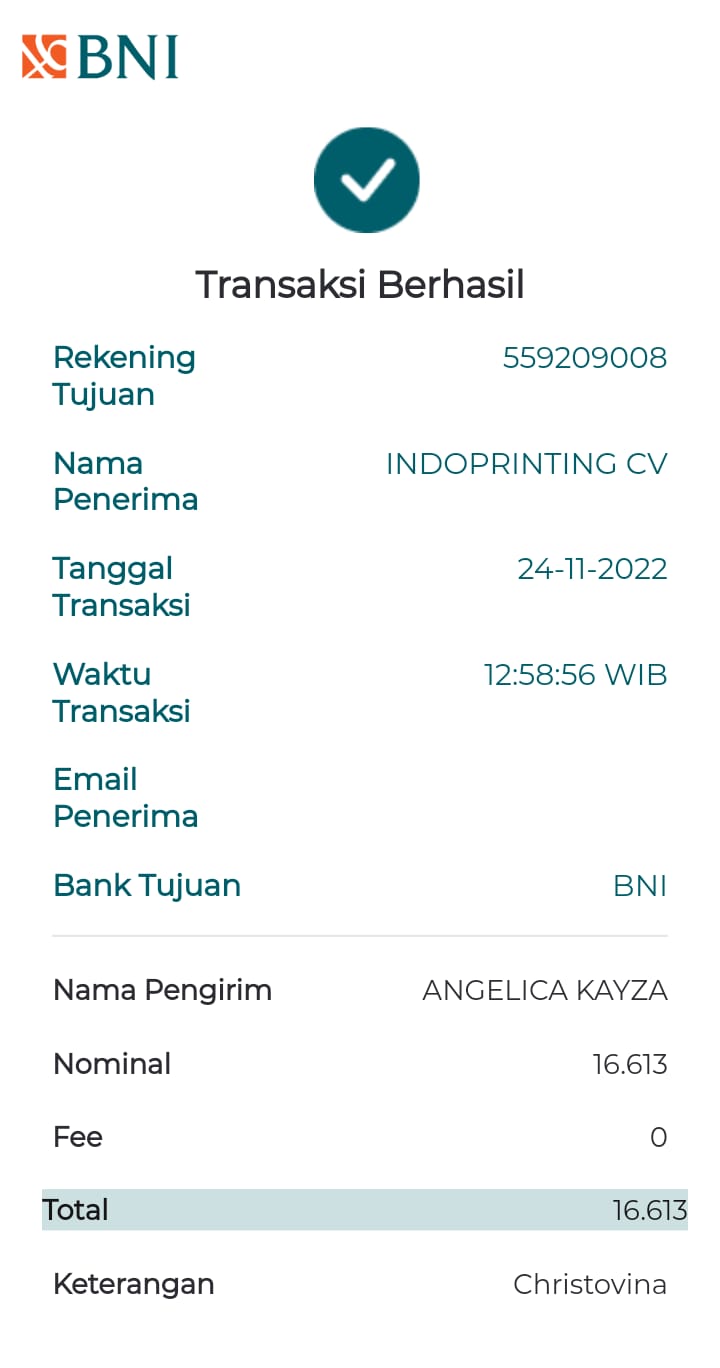 BNI
Transaksi Berhasil
Rekening Tujuan 559209008
Nama Penerima INDOPRINTING CV
Tanggal Transaksi 24-11-2022
Waktu Transaksi 12:58:56 WIB
Email Penerima
Bank Tujuan BNI
Nama Pengirim ANGELICA KAYZA
Nominal 16.613
Fee 0
Total 16.613
Keterangan Christovina